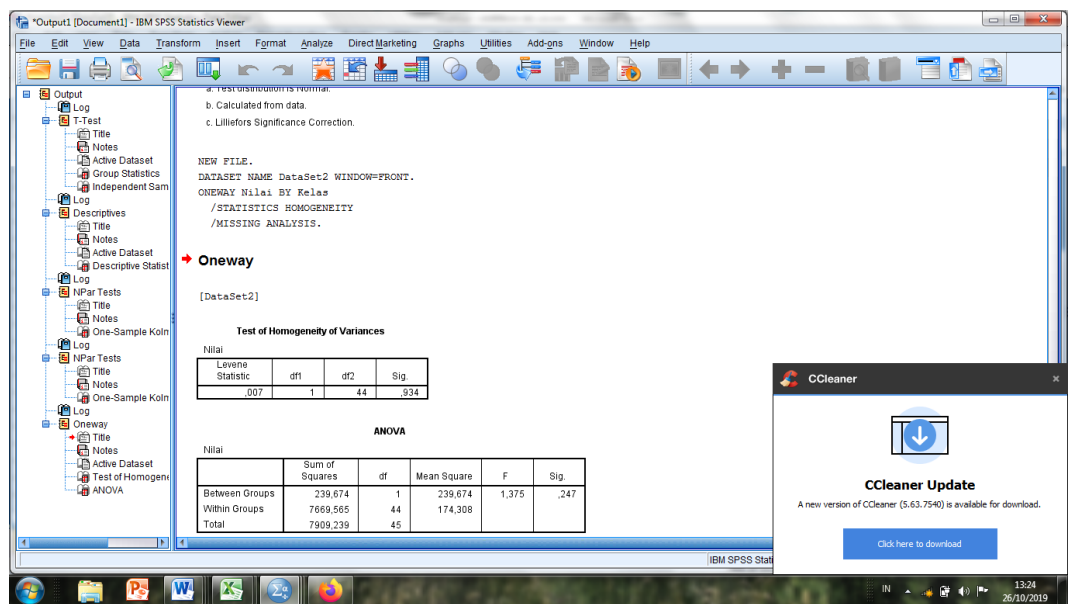 *Output1 [Document1] - IBM SPSS Statistics Viewer
File Edit View Data Transform Insert Format Analyze Direct Marketing Graphs Utilities Add-ons Window Help
Output
Log
T-Test
Title
Notes
Active Dataset
Group Statistics
Independent Sam
Log
Descriptives
Title
Notes
Active Dataset
Descriptive Statist
Log
NPar Tests
Title
Notes
One-Sample Kolm
Log
NPar Tests
Title
Notes
One-Sample Kolm
Log
Oneway
Title
Notes
Active Dataset
Test of Homogene
ANOVA
a. Test distribution is Normal.
b. Calculated from data.
c. Lilliefors Significance Correction.
NEW FILE.
DATASET NAME DataSet2 WINDOW=FRONT.
ONEWAY Nilai BY Kelas
/STATISTICS HOMOGENEITY
/MISSING ANALYSIS.
Oneway
[DataSet2]
Test of Homogeneity of Variances
Nilai
Levene Statistic df1 df2 Sig.
,007 1 44 ,934
ANOVA
Nilai
Sum of Squares df Mean Square F Sig.
Between Groups 239,674 1 239,674 1,375 ,247
Within Groups 7669,565 44 174,308
Total 7909,239 45
IBM SPSS Stati
CCleaner
CCleaner Update
A new version of CCleaner (5.63.7540) is available for download.
Click here to download
IN
13:24
26/10/2019